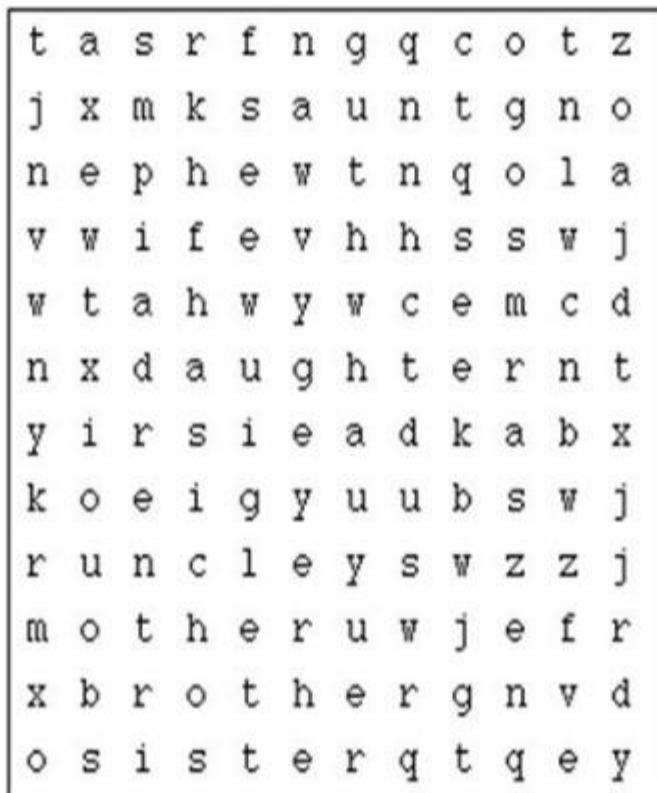 t a s r f n g q c o t z
j x m k s a u n t g n o
n e p h e w t n q o l a
v w i f e v h h s s w j
w t a h w y w c e m c d
n x d a u g h t e r n t
y i r s i e a d k a b x
k o e i g y u u b s w j
r u n c l e y s w z z j
m o t h e r u w j e f r
x b r o t h e r g n v d
o s i s t e r q t q e y